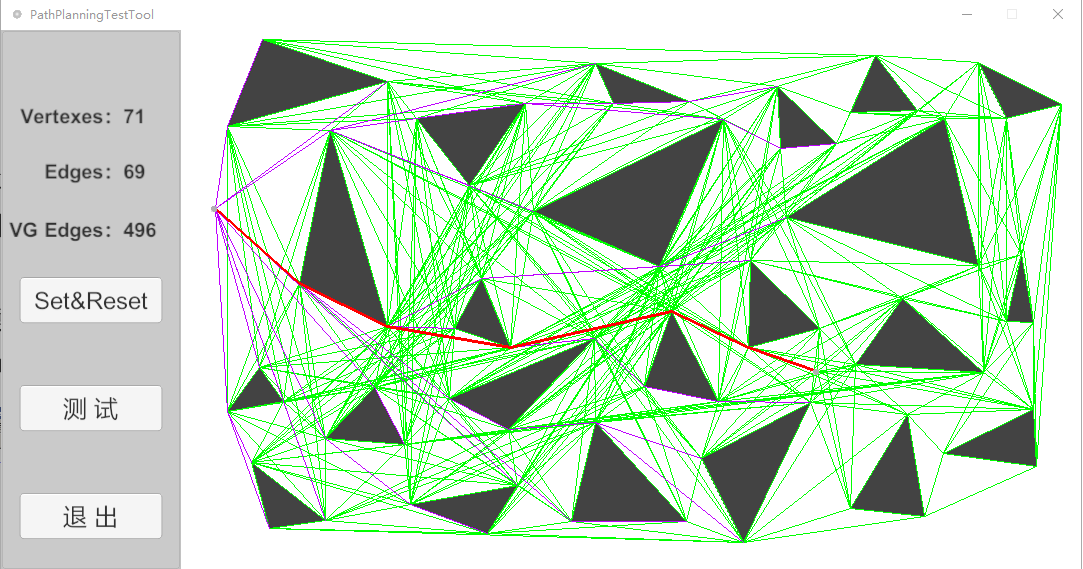 PathPlanningTestTool
Vertexes: 71
Edges: 69
VG Edges: 496
Set&Reset
测 试
退 出